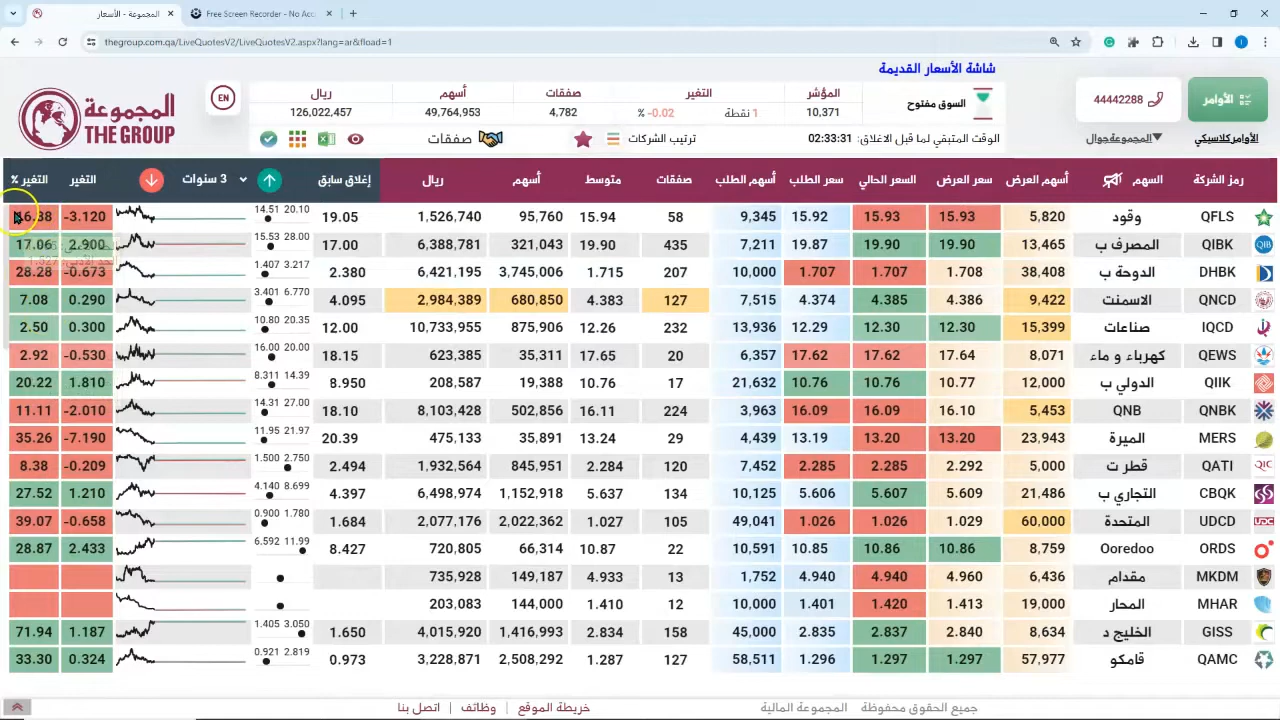 المجموعة - الأسعار
Free Screen Recorder - No Acc
thegroup.com.qa/LiveQuotesV2/LiveQuotesV2.aspx?lang=ar&fload=1
شاشة الأسعار القديمة
الأوامر
44442288
السوق مفتوح
المؤشر التغير صفقات أسهم ريال
10,371 1 نقطة -0.02 % 4.782 49,764,953 126,022,457
EN
المجموعة
THE GROUP
الأوامر كلاسيكي
المجموعة جوال
الوقت المتبقي لما قبل الاغلاق: 02:33:31
ترتيب الشركات
صفقات
رمز الشركة السهم أسهم العرض سعر العرض السعر الحالي سعر الطلب أسهم الطلب صفقات متوسط أسهم ريال إغلاق سابق 3 سنوات التغير التغير %
QFLS وقود 5,820 15.93 15.93 15.92 9,345 58 15.94 95,760 1,526,740 19.05 14.51 20.10 -3.120 16.38
QIBK المصرف ب 13,465 19.90 19.90 19.87 7,211 435 19.90 321,043 6,388,781 17.00 15.53 28.00 2.900 17.06
DHBK الدوحة ب 38,408 1.708 1.707 1.707 10,000 207 1.715 3,745,006 6,421,195 2.380 1.407 3.217 -0.673 28.28
QNCD الاسمنت 9,422 4.386 4.385 4.374 7,515 127 4.383 680,850 2,984,389 4.095 3.401 6.770 0.290 7.08
IQCD صناعات 15,399 12.30 12.30 12.29 13,936 232 12.26 875,906 10,733,955 12.00 10.80 20.35 0.300 2.50
QEWS كهرباء و ماء 8,071 17.64 17.62 17.62 6,357 20 17.65 35,311 623,385 18.15 16.00 20.00 -0.530 2.92
QIIK الدولي ب 12,000 10.77 10.76 10.76 21,632 17 10.76 19,388 208,587 8.950 8.311 14.39 1.810 20.22
QNBK QNB 5,453 16.10 16.09 16.09 3,963 224 16.11 502,856 8,103,428 18.10 14.31 27.00 -2.010 11.11
MERS الميرة 23,943 13.20 13.20 13.19 4,439 29 13.24 35,891 475,133 20.39 11.95 21.97 -7.190 35.26
QATI قطر ت 5,000 2.292 2.285 2.285 7,452 120 2.284 845,951 1,932,564 2.494 1.500 2.750 -0.209 8.38
CBQK التجاري ب 21,486 5.609 5.607 5.606 10,125 134 5.637 1,152,918 6,498,974 4.397 4.140 8.699 1.210 27.52
UDCD المتحدة 60,000 1.029 1.026 1.026 49,041 105 1.027 2,022,362 2,077,176 1.684 0.900 1.780 -0.658 39.07
ORDS Ooredoo 8,759 10.86 10.86 10.85 10,591 22 10.87 66,314 720,805 8.427 6.592 11.99 2.433 28.87
MKDM مقدام 6,436 4.960 4.940 4.940 1,752 13 4.933 149,187 735,928
MHAR المحار 19,000 1.413 1.420 1.401 10,000 12 1.410 144,000 203,083
GISS الخليج د 8,634 2.840 2.837 2.835 45,000 158 2.834 1,416,993 4,015,920 1.650 1.405 3.050 1.187 71.94
QAMC قامكو 57,977 1.297 1.297 1.296 58,511 127 1.287 2,508,292 3,228,871 0.973 0.921 2.819 0.324 33.30
جميع الحقوق محفوظة المجموعة المالية
خريطة الموقع | وظائف | اتصل بنا